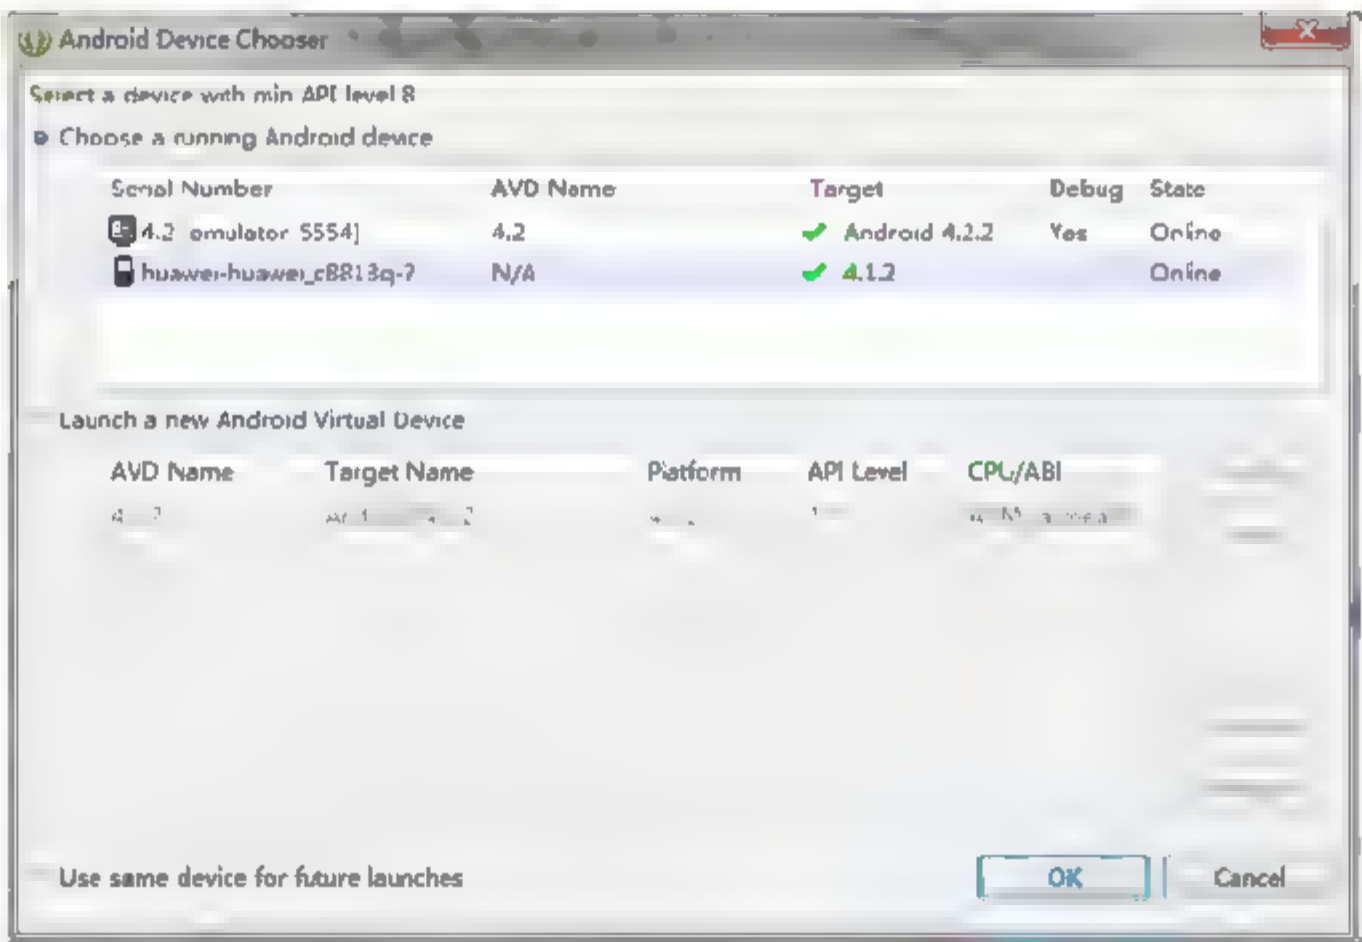 Android Device Chooser
Select a device with min API level 8
Choose a running Android device
Serial Number AVD Name Target Debug State
4.2 emulator 5554] 4.2 Android 4.2.2 Yes Online
huawei-huawei_c8813q-? N/A 4.1.2 Online
Launch a new Android Virtual Device
AVD Name Target Name Platform API Level CPU/ABI
Use same device for future launches
OK Cancel